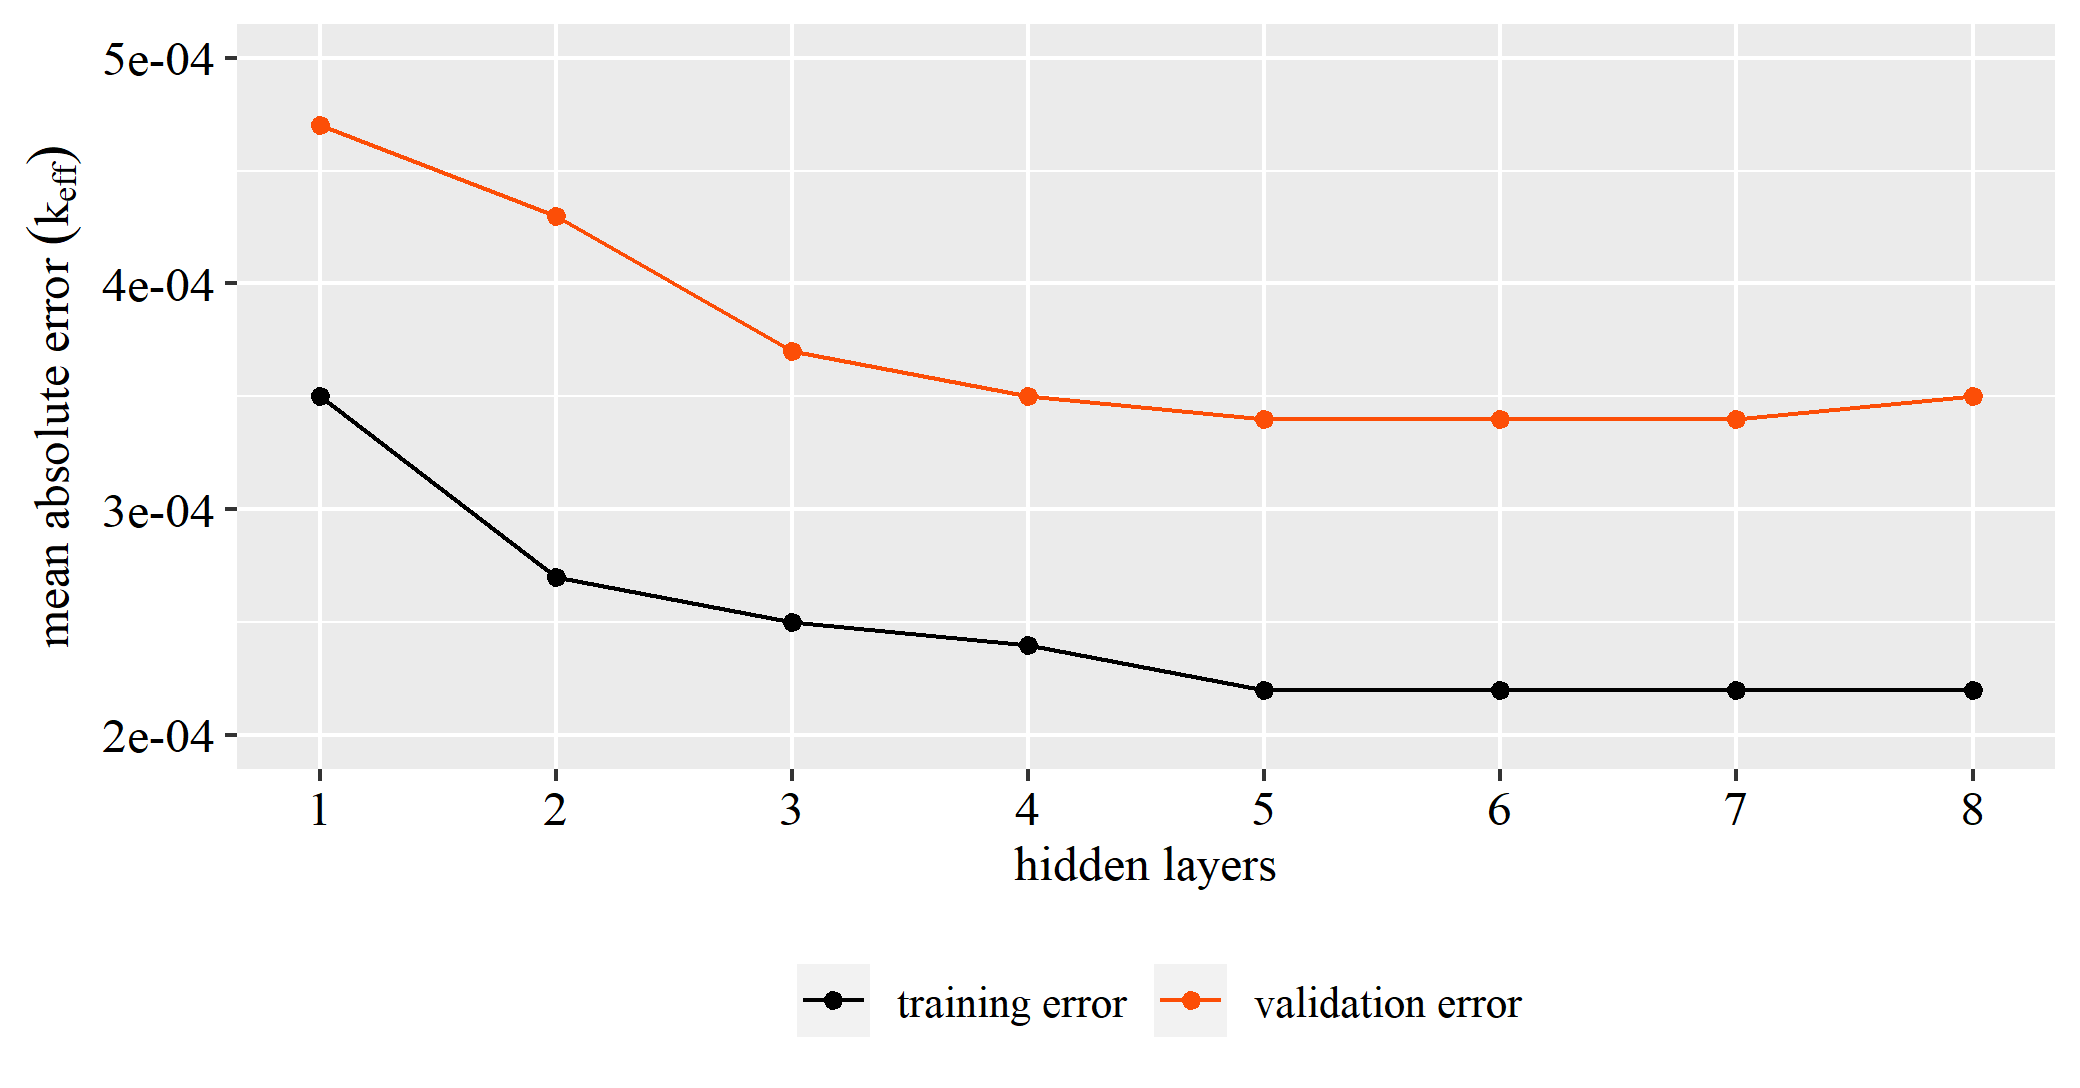 5e-04
4e-04
3e-04
2e-04
mean absolute error (keff)
1 2 3 4 5 6 7 8
hidden layers
training error validation error